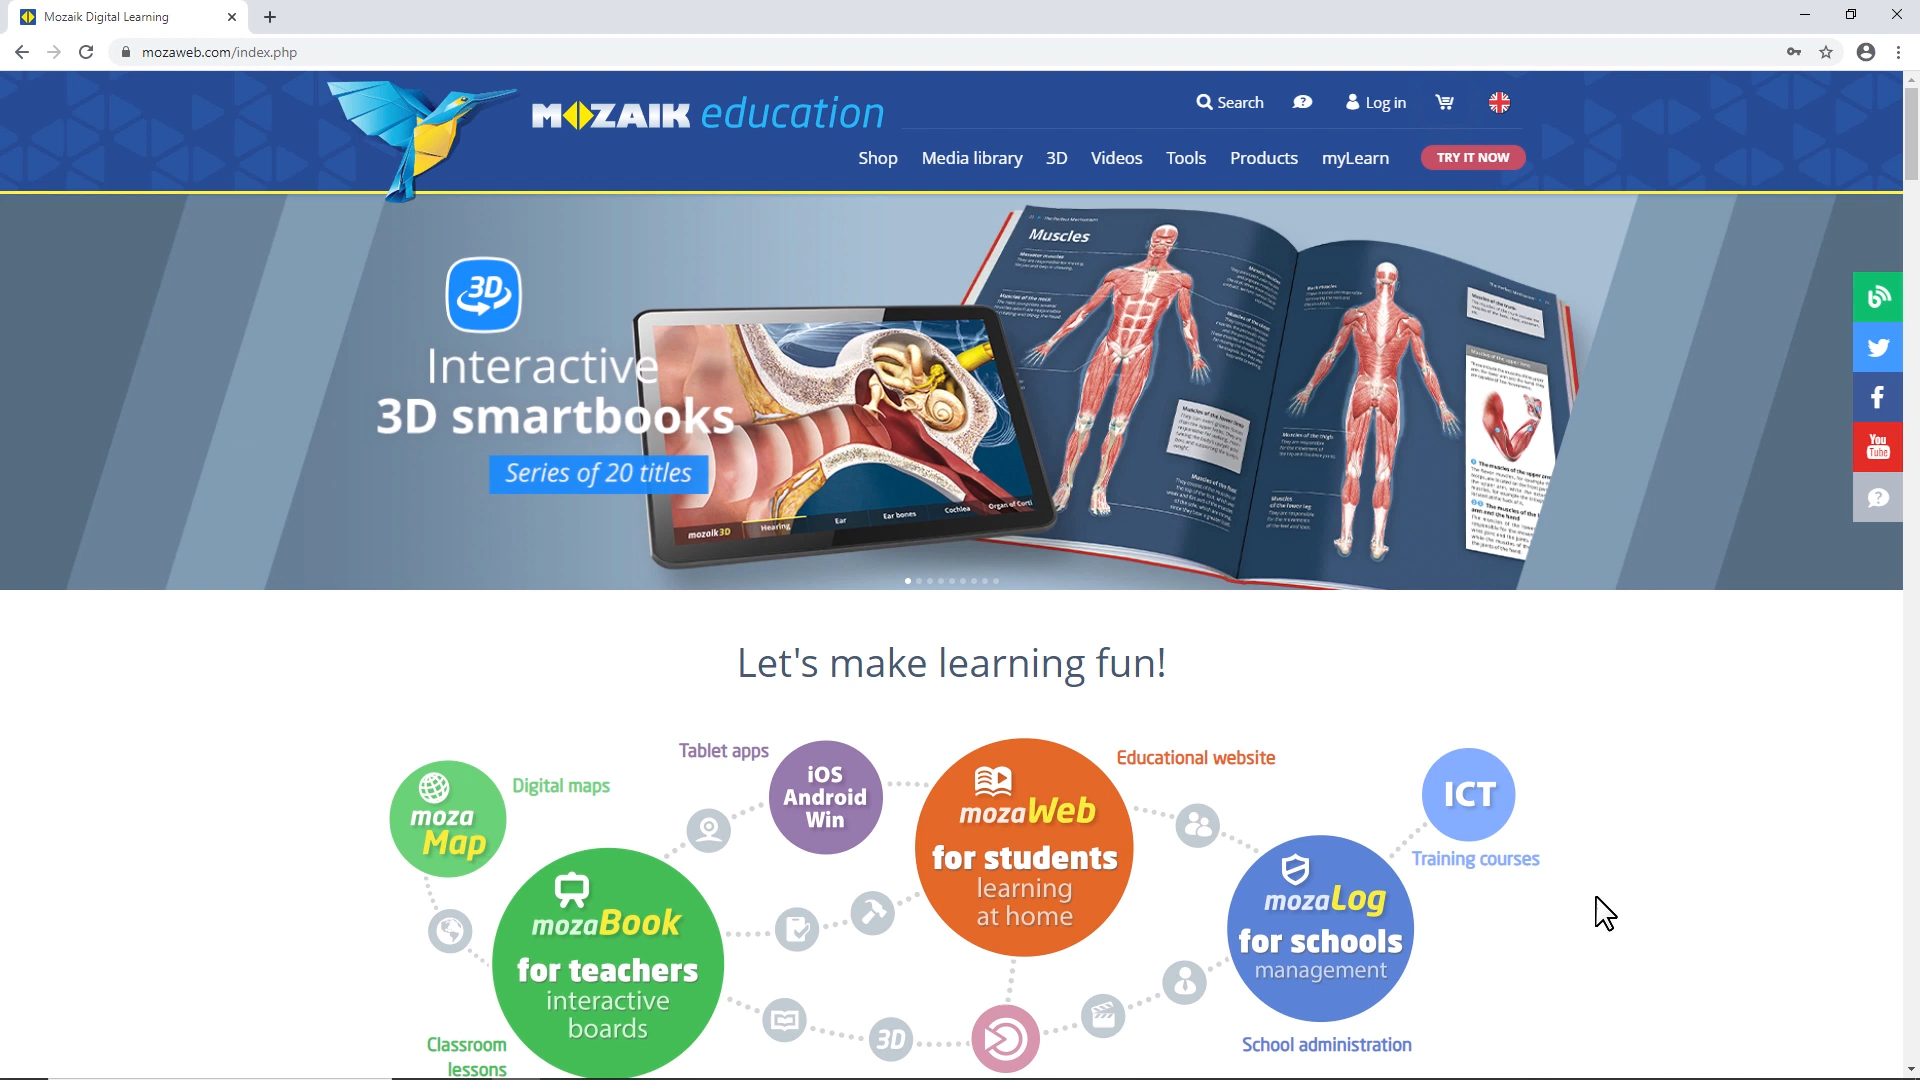 Mozaik Digital Learning
mozaweb.com/index.php
MOZAIK education
Search
Log in
Shop
Media library
3D
Videos
Tools
Products
myLearn
TRY IT NOW
3D
Interactive
3D smartbooks
Series of 20 titles
mozaik3D
Hearing
Ear
Ear bones
Cochlea
Organ of Corti
Muscles
You
Tube
Let's make learning fun!
moza
Map
Digital maps
Tablet apps
iOS
Android
Win
mozaWeb
for students
learning
at home
Educational website
ICT
Training courses
mozaBook
for teachers
interactive
boards
Classroom
lessons
3D
mozaLog
for schools
management
School administration